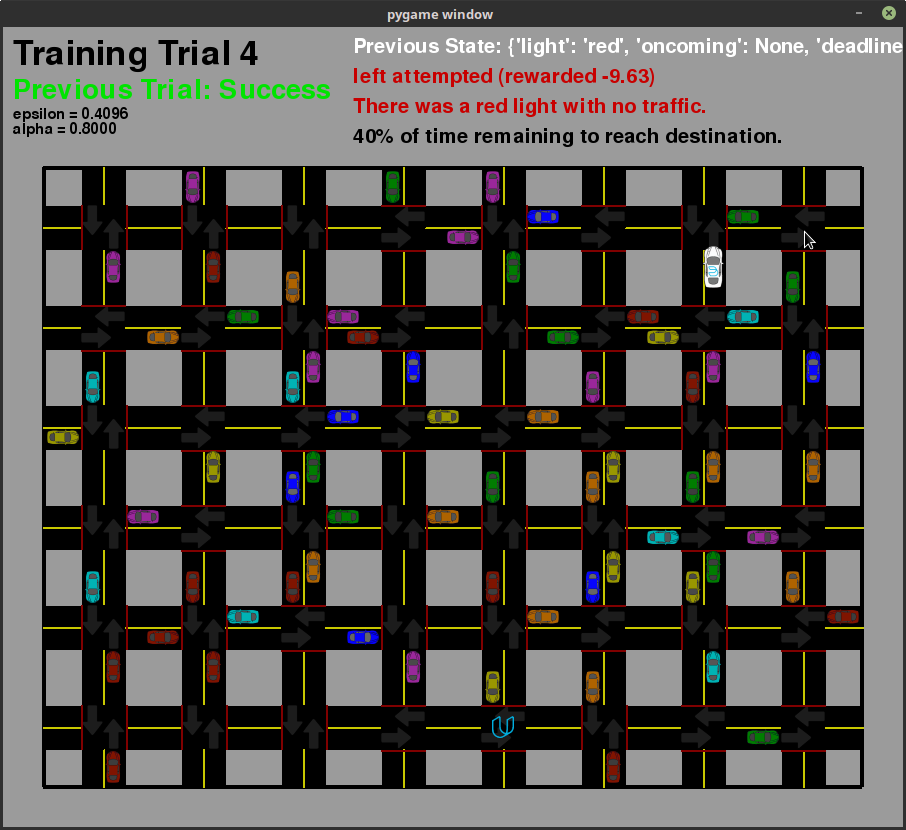 pygame window
Training Trial 4
Previous Trial: Success
epsilon = 0.4096
alpha = 0.8000
Previous State: {'light': 'red', 'oncoming': None, 'deadline
left attempted (rewarded -9.63)
There was a red light with no traffic.
40% of time remaining to reach destination.